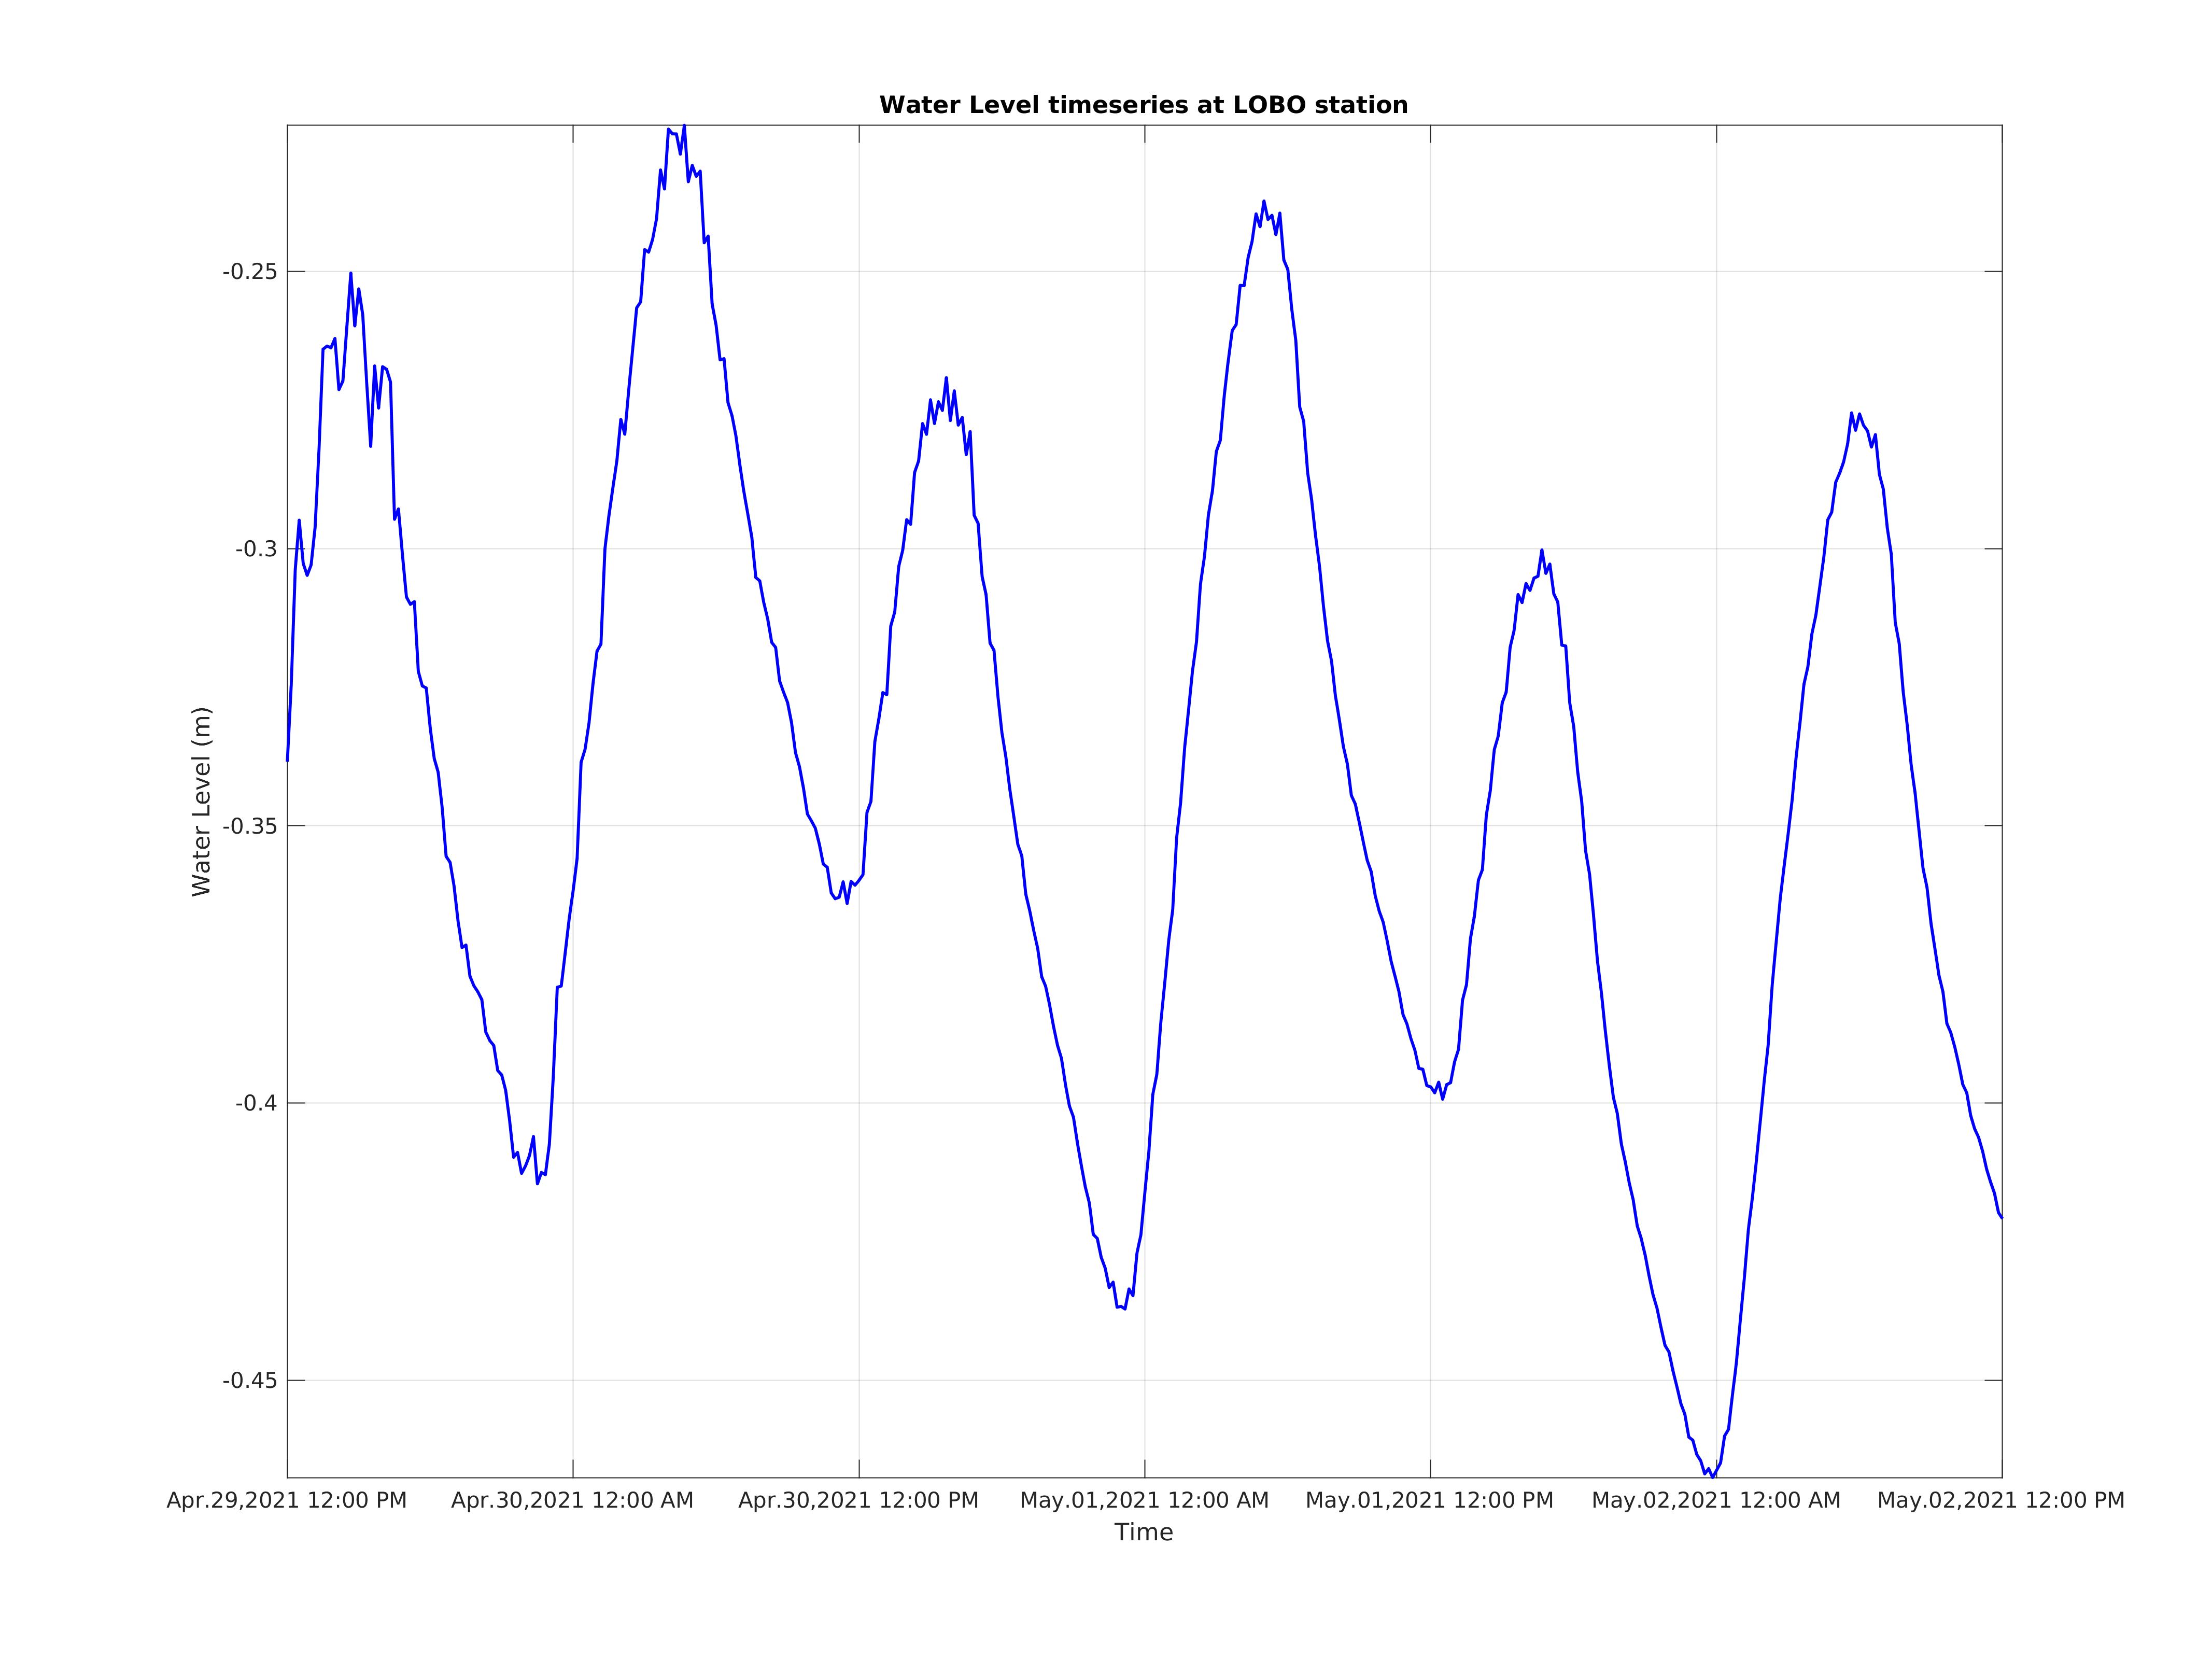 Water Level timeseries at LOBO station
-0.25
-0.3
-0.35
-0.4
-0.45
Water Level (m)
Apr.29,2021 12:00 PM Apr.30,2021 12:00 AM Apr.30,2021 12:00 PM May.01,2021 12:00 AM May.01,2021 12:00 PM May.02,2021 12:00 AM May.02,2021 12:00 PM
Time